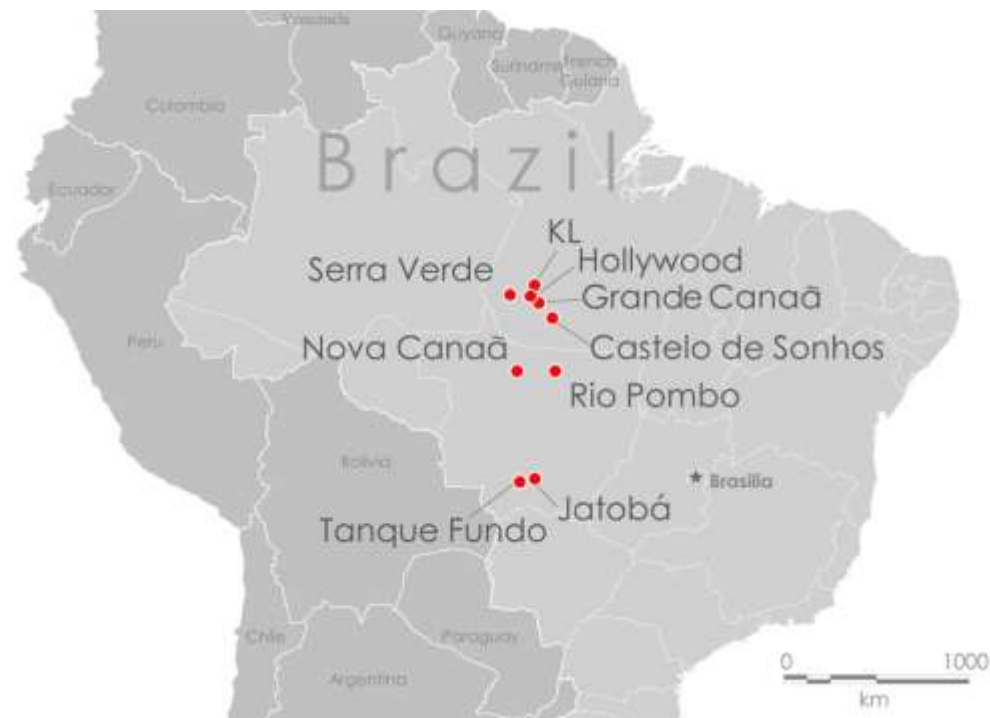 Venezuela
Guyana
Suriname
French
Guiana
Colombia
Brazil
Ecuador
KL
Serra Verde
Hollywood
Grande Canaã
Nova Canaã
Castelo de Sonhos
Peru
Rio Pombo
Bolivia
Brasilia
Jatobá
Tanque Fundo
Chile
Paraguay
Argentina
0 1000
km